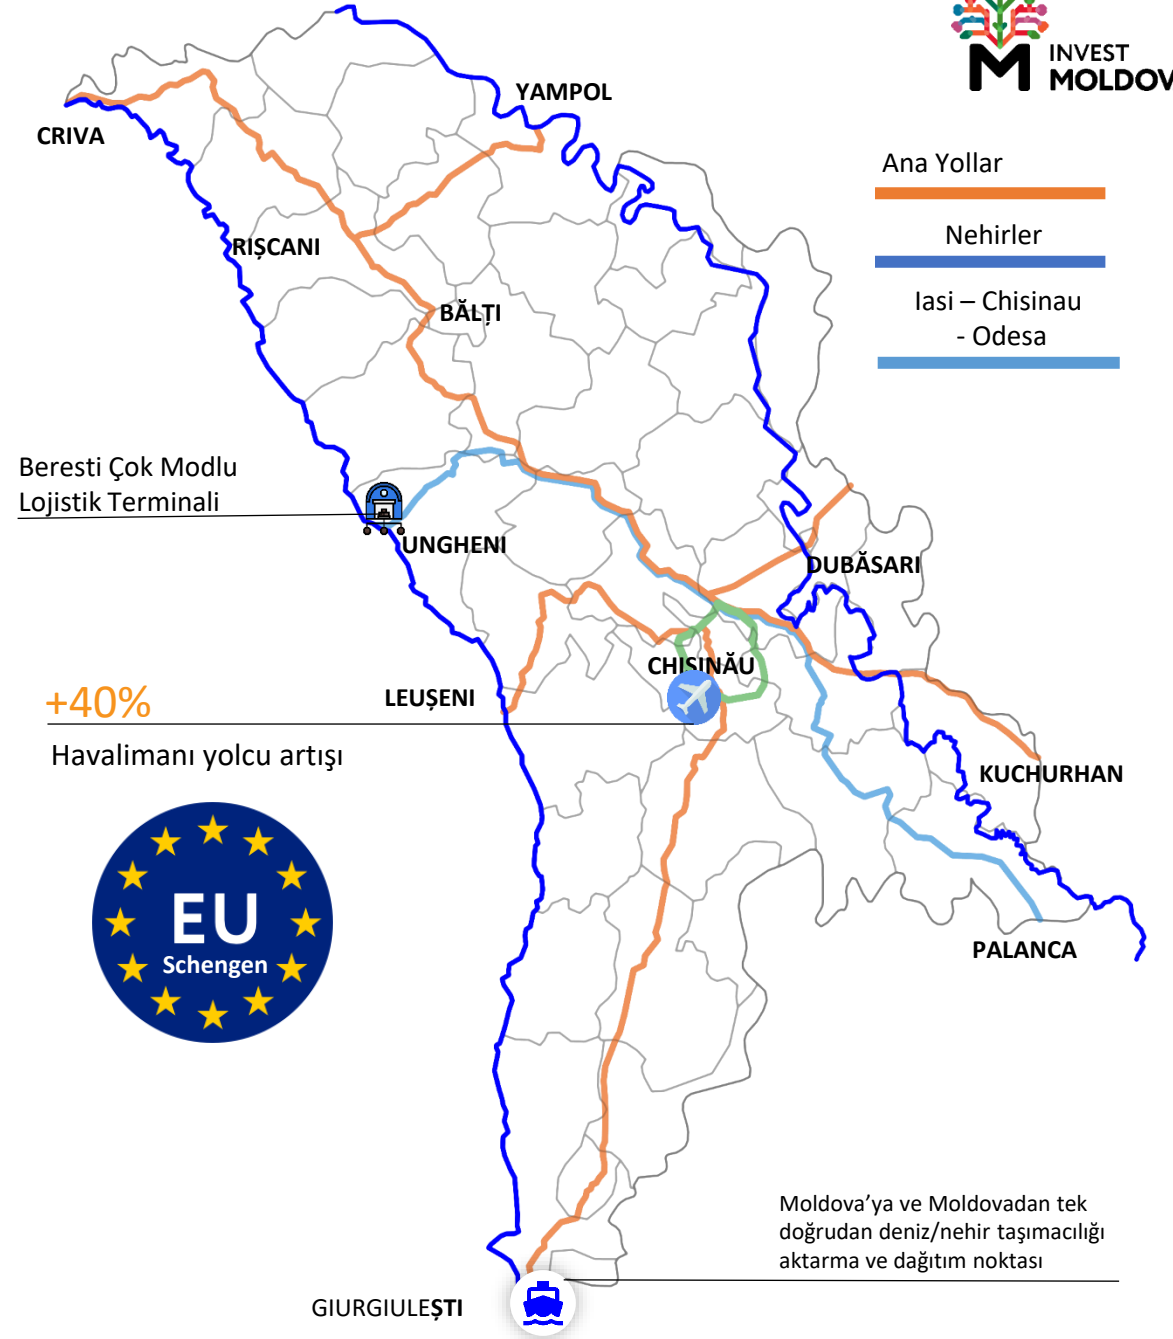 INVEST
MOLDOV
YAMPOL
CRIVA
Ana Yollar
Nehirler
Iasi – Chisinau
- Odesa
RIȘCANI
BĂLȚI
Beresti Çok Modlu
Lojistik Terminali
UNGHENI
DUBĂSARI
CHIȘINĂU
LEUȘENI
+40%
Havalimanı yolcu artışı
KUCHURHAN
EU
Schengen
PALANCA
Moldova’ya ve Moldovadan tek
doğrudan deniz/nehir taşımacılığı
aktarma ve dağıtım noktası
GIURGIULEȘTI